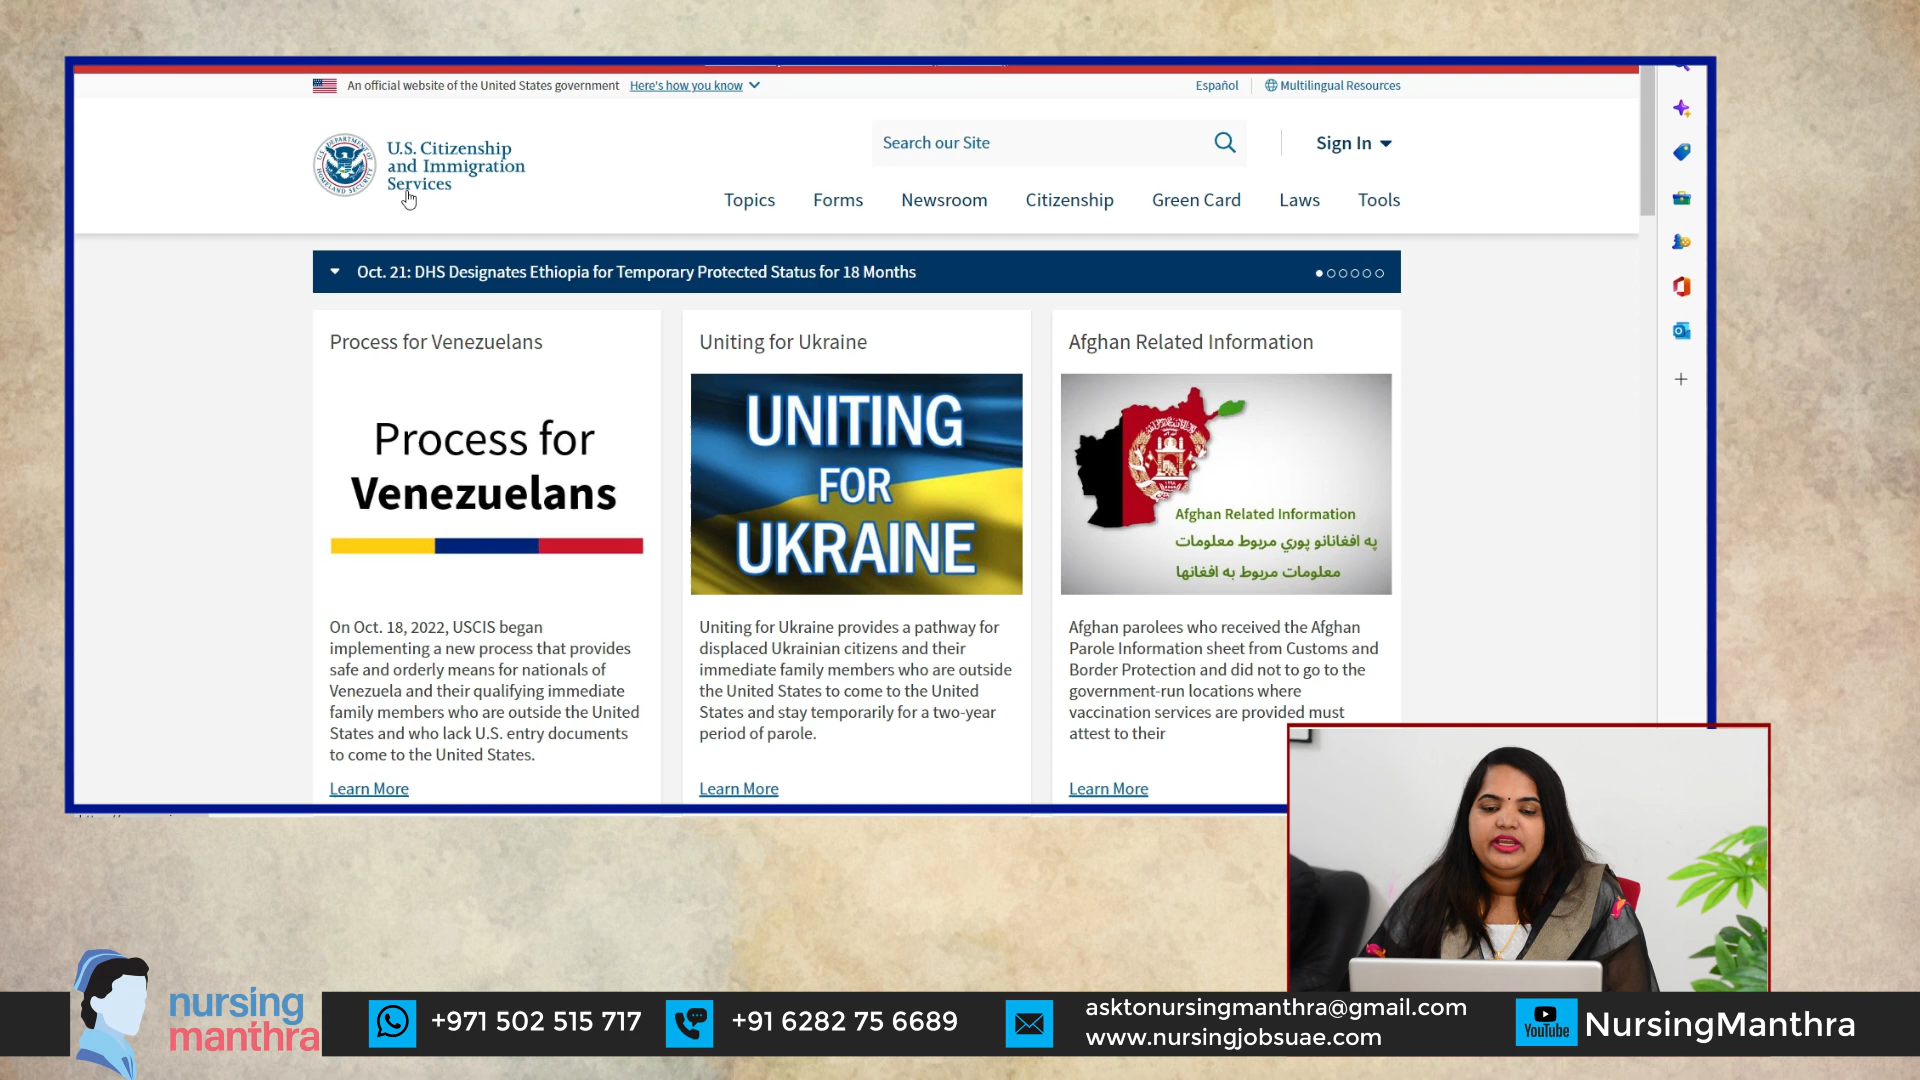 An official website of the United States government Here's how you know
Español
Multilingual Resources
U.S. Citizenship
and Immigration
Services
Search our Site
Sign In
Topics
Forms
Newsroom
Citizenship
Green Card
Laws
Tools
Oct. 21: DHS Designates Ethiopia for Temporary Protected Status for 18 Months
Process for Venezuelans
Process for
Venezuelans
On Oct. 18, 2022, USCIS began
implementing a new process that provides
safe and orderly means for nationals of
Venezuela and their qualifying immediate
family members who are outside the United
States and who lack U.S. entry documents
to come to the United States.
Learn More
Uniting for Ukraine
UNITING
FOR
UKRAINE
Uniting for Ukraine provides a pathway for
displaced Ukrainian citizens and their
immediate family members who are outside
the United States to come to the United
States and stay temporarily for a two-year
period of parole.
Learn More
Afghan Related Information
Afghan Related Information
په افغانانو پورې مربوط معلومات
معلومات مربوط به افغانها
Afghan parolees who received the Afghan
Parole Information sheet from Customs and
Border Protection and did not to go to the
government-run locations where
vaccination services are provided must
attest to their
Learn More
nursing
manthra
+971 502 515 717
+91 6282 75 6689
asktonursingmanthra@gmail.com
www.nursingjobsuae.com
YouTube
NursingManthra